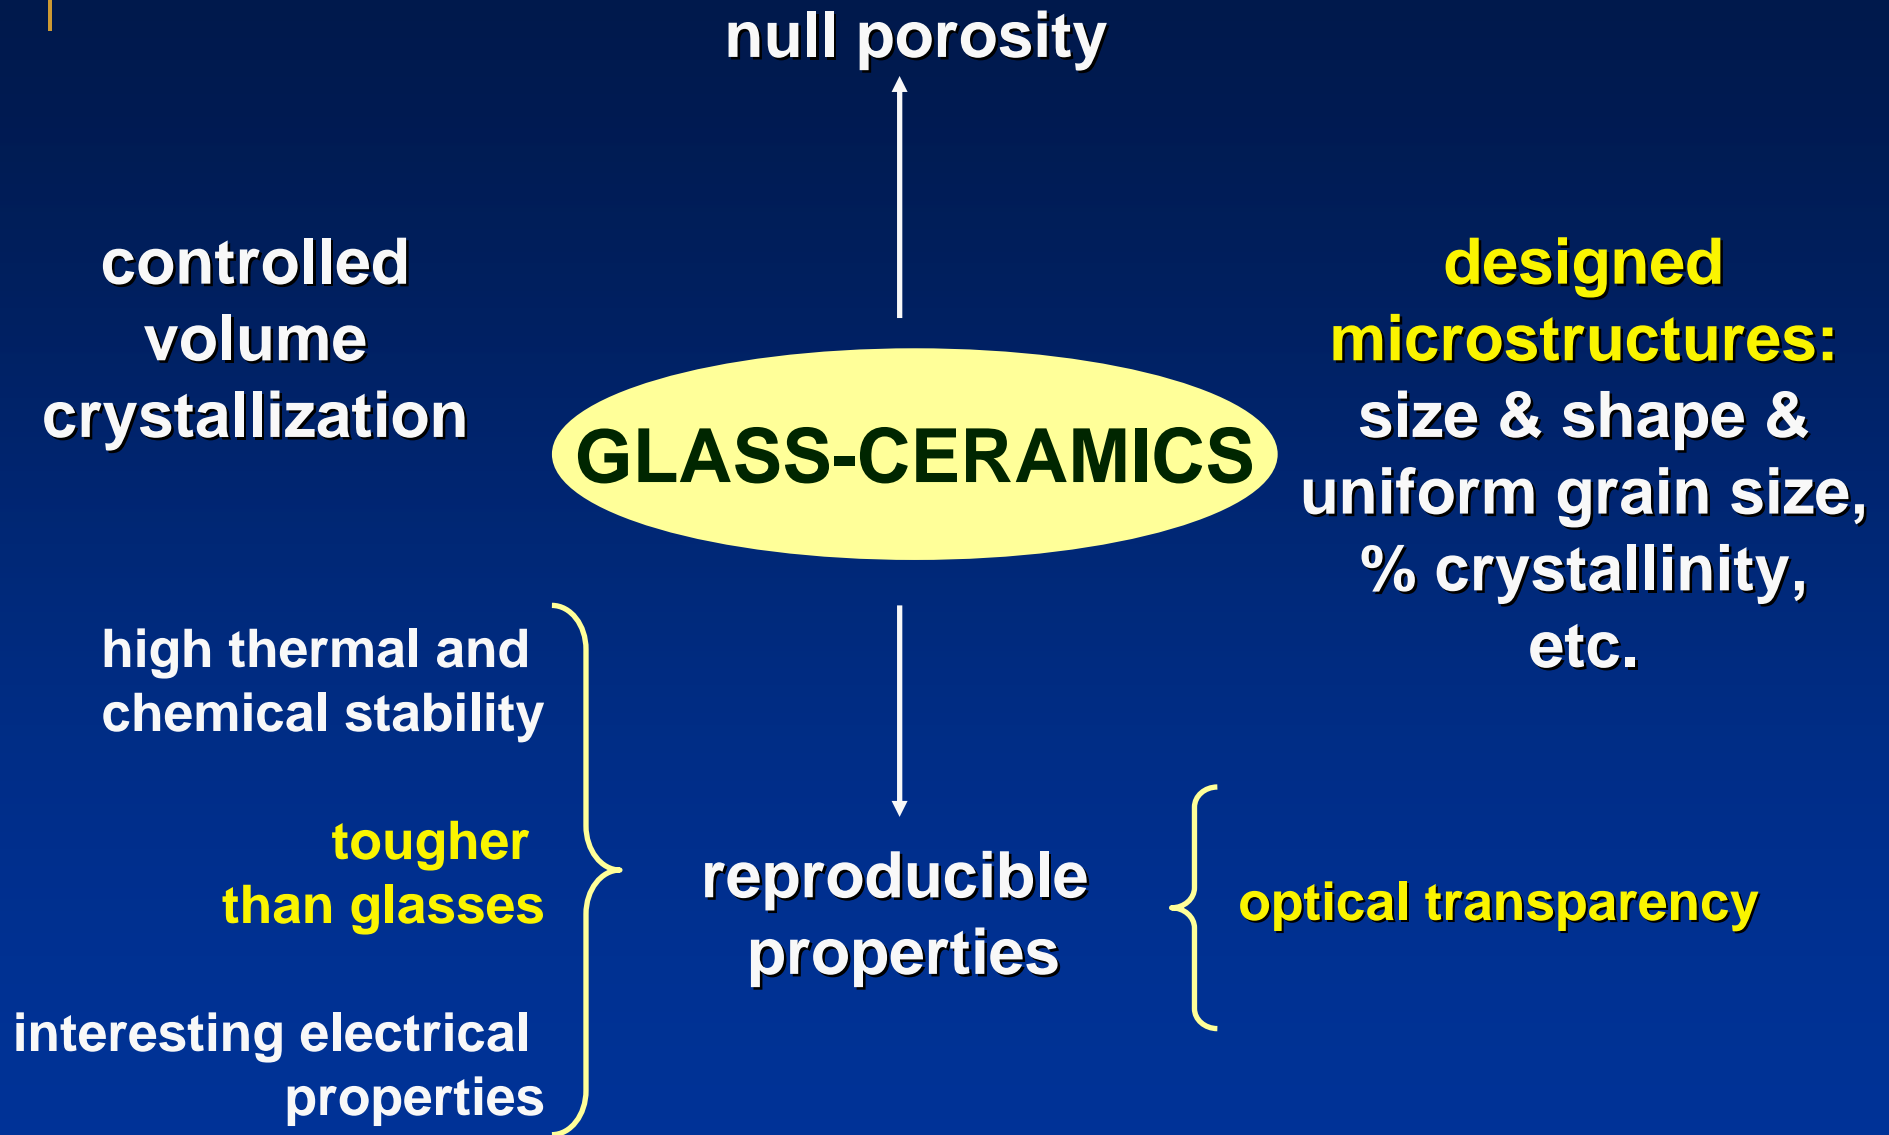 null porosity
controlled
volume
crystallization
GLASS-CERAMICS
designed
microstructures:
size & shape &
uniform grain size,
% crystallinity,
etc.
high thermal and
chemical stability
tougher
than glasses
interesting electrical
properties
reproducible
properties
optical transparency